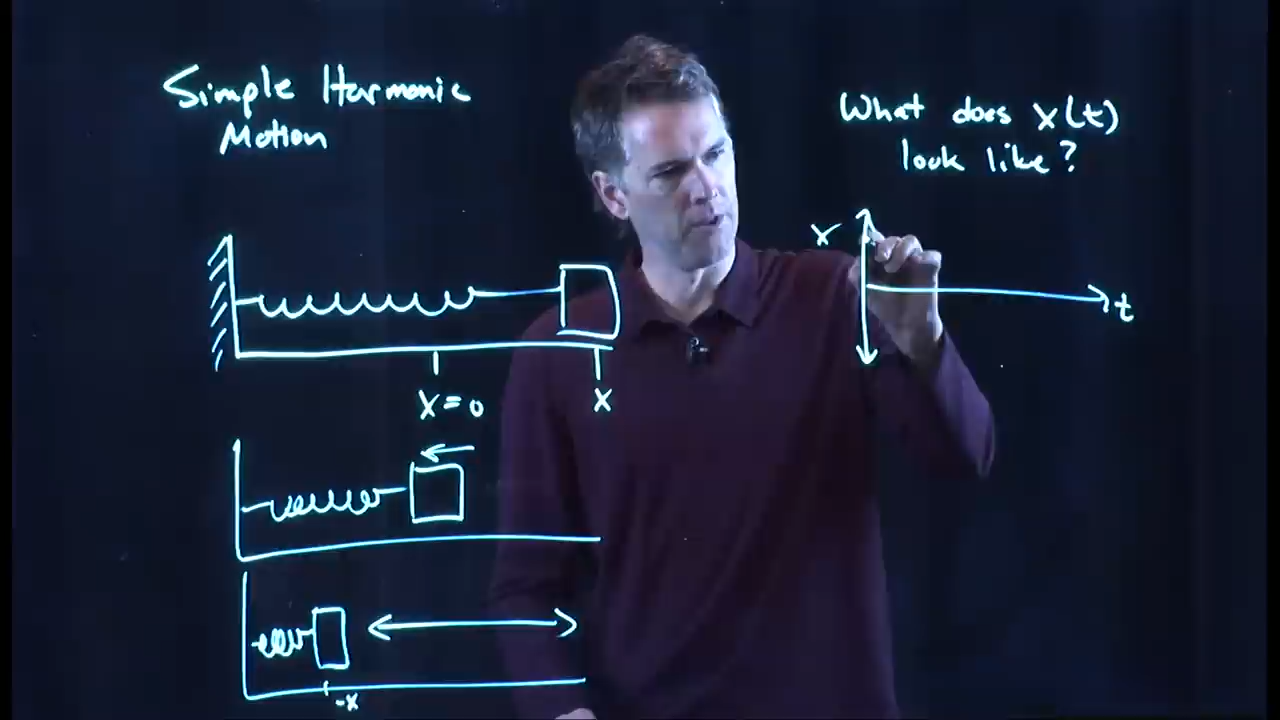 Simple Harmonic
Motion
What does x(t)
look like?
x
t
x = 0
x
-x